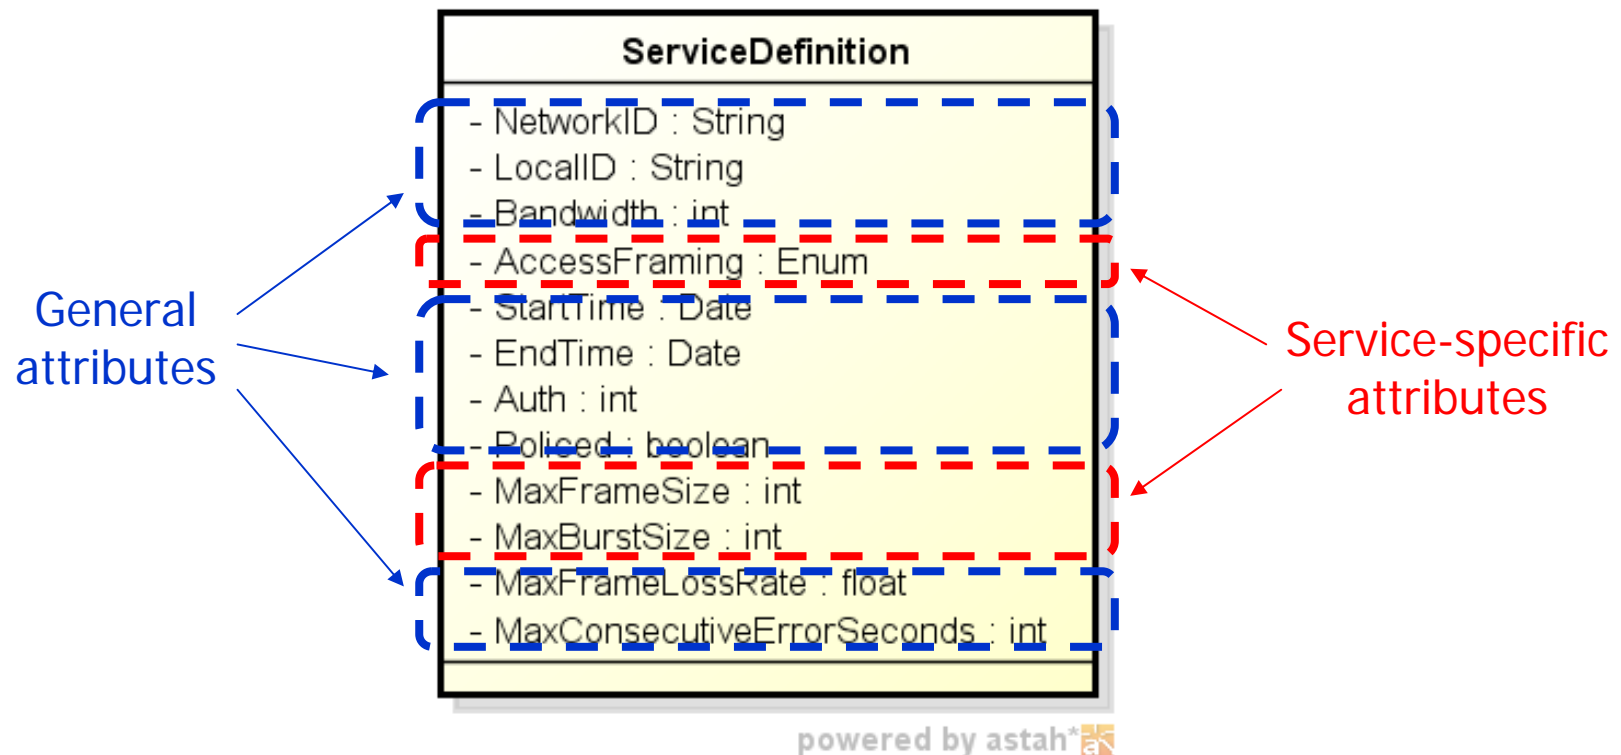 ServiceDefinition
- NetworkID : String
- LocalID : String
- Bandwidth : int
- AccessFraming : Enum
- StartTime : Date
- EndTime : Date
- Auth : int
- Policed : boolean
- MaxFrameSize : int
- MaxBurstSize : int
- MaxFrameLossRate : float
- MaxConsecutiveErrorSeconds : int
General
attributes
Service-specific
attributes
powered by astah*